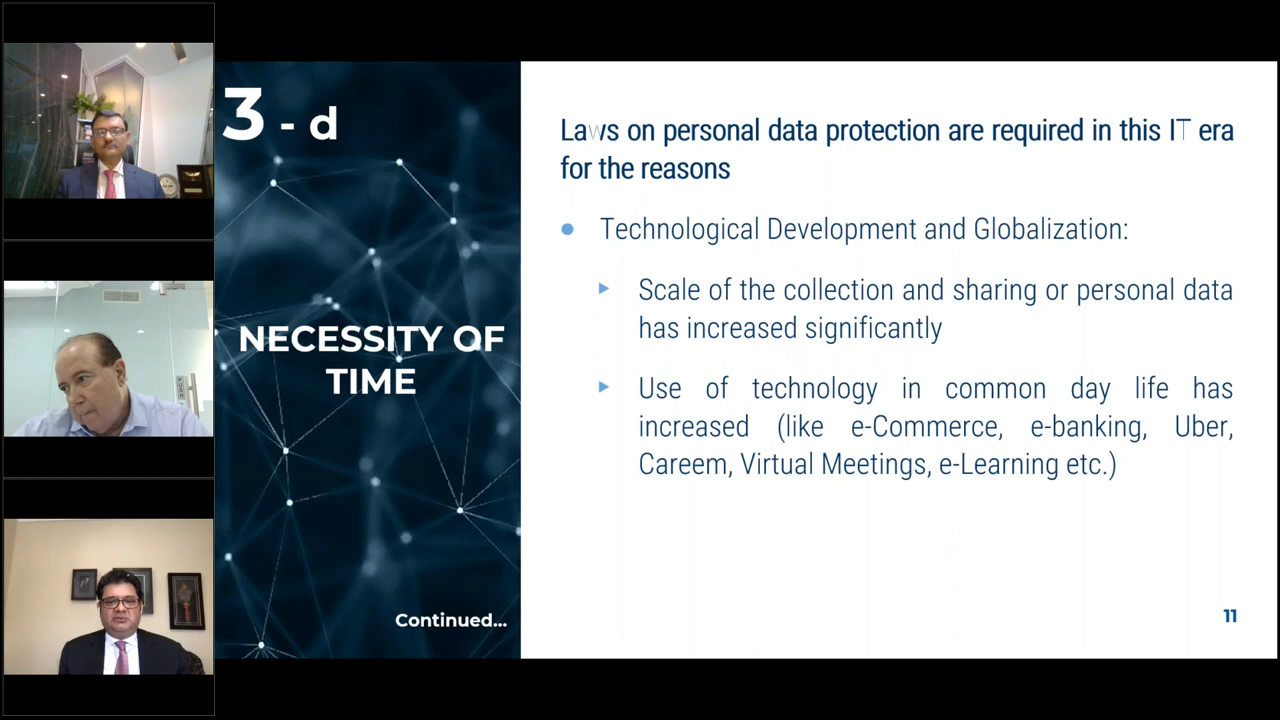 3 - d
NECESSITY OF
TIME
Continued...
Laws on personal data protection are required in this IT era
for the reasons
Technological Development and Globalization:
Scale of the collection and sharing or personal data
has increased significantly
Use of technology in common day life has
increased (like e-Commerce, e-banking, Uber,
Careem, Virtual Meetings, e-Learning etc.)
11